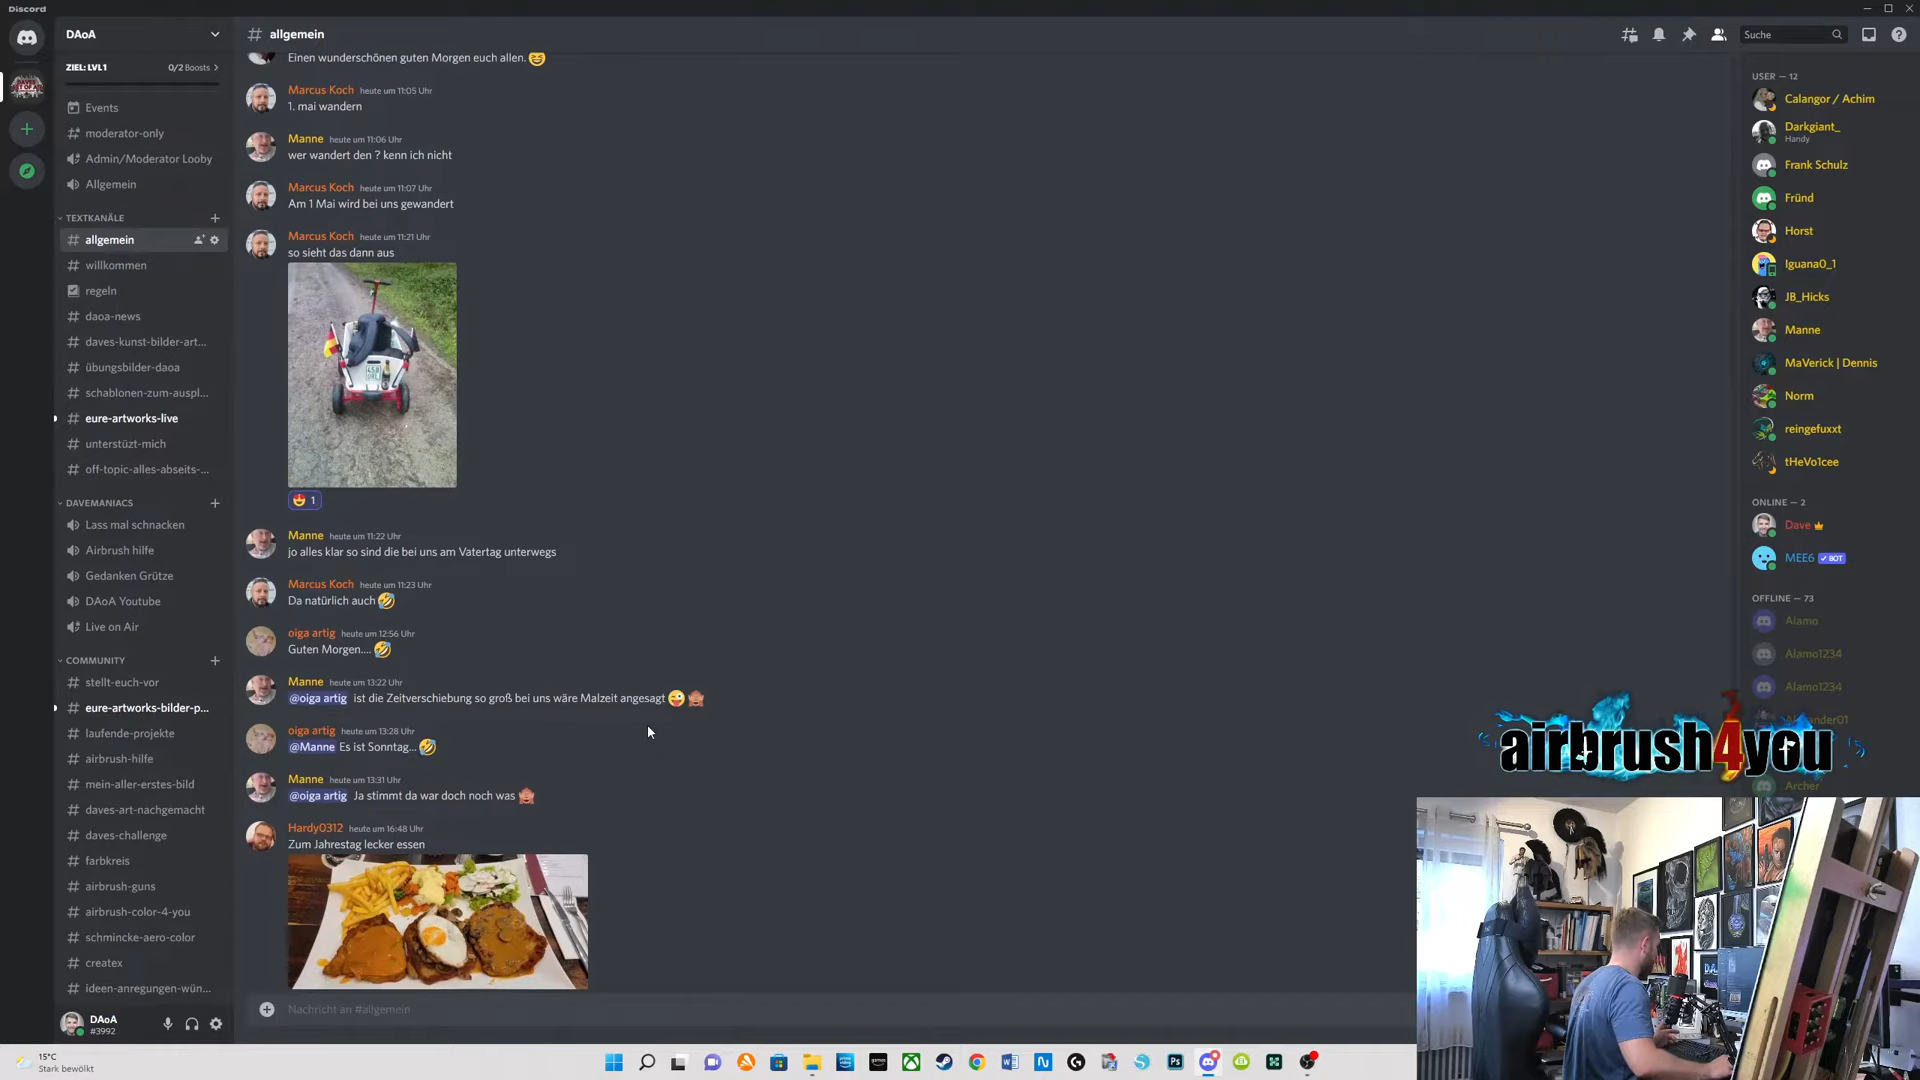 Discord
DAoA
allgemein
Suche
ZIEL: LVL 1
0/2 Boosts
Events
moderator-only
Admin/Moderator Looby
Allgemein
TEXTKANÄLE
allgemein
willkommen
regeln
daoa-news
daves-kunst-bilder-art...
übungsbilder-daoa
schablonen-zum-auspl...
eure-artworks-live
unterstüzt-mich
off-topic-alles-abseits-...
DAVEMANIACS
Lass mal schnacken
Airbrush hilfe
Gedanken Grütze
DAoA Youtube
Live on Air
COMMUNITY
stellt-euch-vor
eure-artworks-bilder-p...
laufende-projekte
airbrush-hilfe
mein-aller-erstes-bild
daves-art-nachgemacht
daves-challenge
farbkreis
airbrush-guns
airbrush-color-4-you
schmincke-aero-color
createx
ideen-anregungen-wün...
DAoA
#3992
Einen wunderschönen guten Morgen euch allen.
Marcus Koch heute um 11:05 Uhr
1. mai wandern
Manne heute um 11:06 Uhr
wer wandert den ? kenn ich nicht
Marcus Koch heute um 11:07 Uhr
Am 1 Mai wird bei uns gewandert
Marcus Koch heute um 11:21 Uhr
so sieht das dann aus
1
Manne heute um 11:22 Uhr
jo alles klar so sind die bei uns am Vatertag unterwegs
Marcus Koch heute um 11:23 Uhr
Da natürlich auch
oiga artig heute um 12:56 Uhr
Guten Morgen....
Manne heute um 13:22 Uhr
@oiga artig ist die Zeitverschiebung so groß bei uns wäre Malzeit angesagt
oiga artig heute um 13:28 Uhr
@Manne Es ist Sonntag...
Manne heute um 13:31 Uhr
@oiga artig Ja stimmt da war doch noch was
Hardy0312 heute um 16:48 Uhr
Zum Jahrestag lecker essen
Nachricht an #allgemein
USER — 12
Calangor / Achim
Darkgiant_
Handy
Frank Schulz
Fründ
Horst
Iguana0_1
JB_Hicks
Manne
MaVerick | Dennis
Norm
reingefuxxt
tHeVo1cee
ONLINE — 2
Dave
MEE6 BOT
OFFLINE — 73
Alamo
Alamo1234
Alamo1234
airbrush4you
Archer
15°C
Stark bewölkt